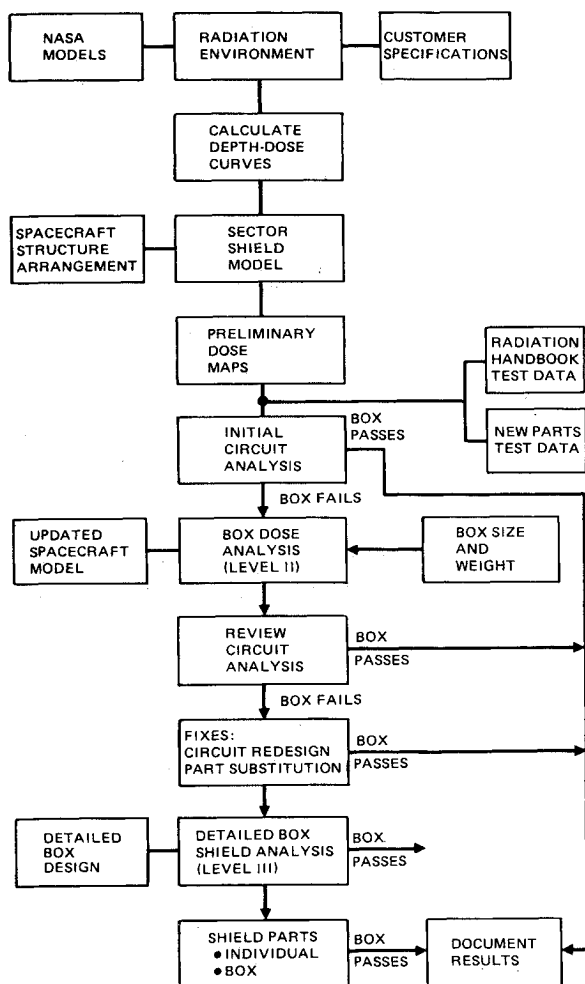 NASA
MODELS
RADIATION
ENVIRONMENT
CUSTOMER
SPECIFICATIONS
CALCULATE
DEPTH-DOSE
CURVES
SPACECRAFT
STRUCTURE
ARRANGEMENT
SECTOR
SHIELD
MODEL
PRELIMINARY
DOSE
MAPS
RADIATION
HANDBOOK
TEST DATA
NEW PARTS
TEST DATA
INITIAL
CIRCUIT
ANALYSIS
BOX
PASSES
BOX FAILS
UPDATED
SPACECRAFT
MODEL
BOX DOSE
ANALYSIS
(LEVEL II)
BOX SIZE
AND
WEIGHT
REVIEW
CIRCUIT
ANALYSIS
BOX
PASSES
BOX FAILS
FIXES:
CIRCUIT REDESIGN
PART SUBSTITUTION
BOX
PASSES
DETAILED
BOX
DESIGN
DETAILED BOX
SHIELD ANALYSIS
(LEVEL III)
BOX
PASSES
SHIELD PARTS
● INDIVIDUAL
● BOX
BOX
PASSES
DOCUMENT
RESULTS